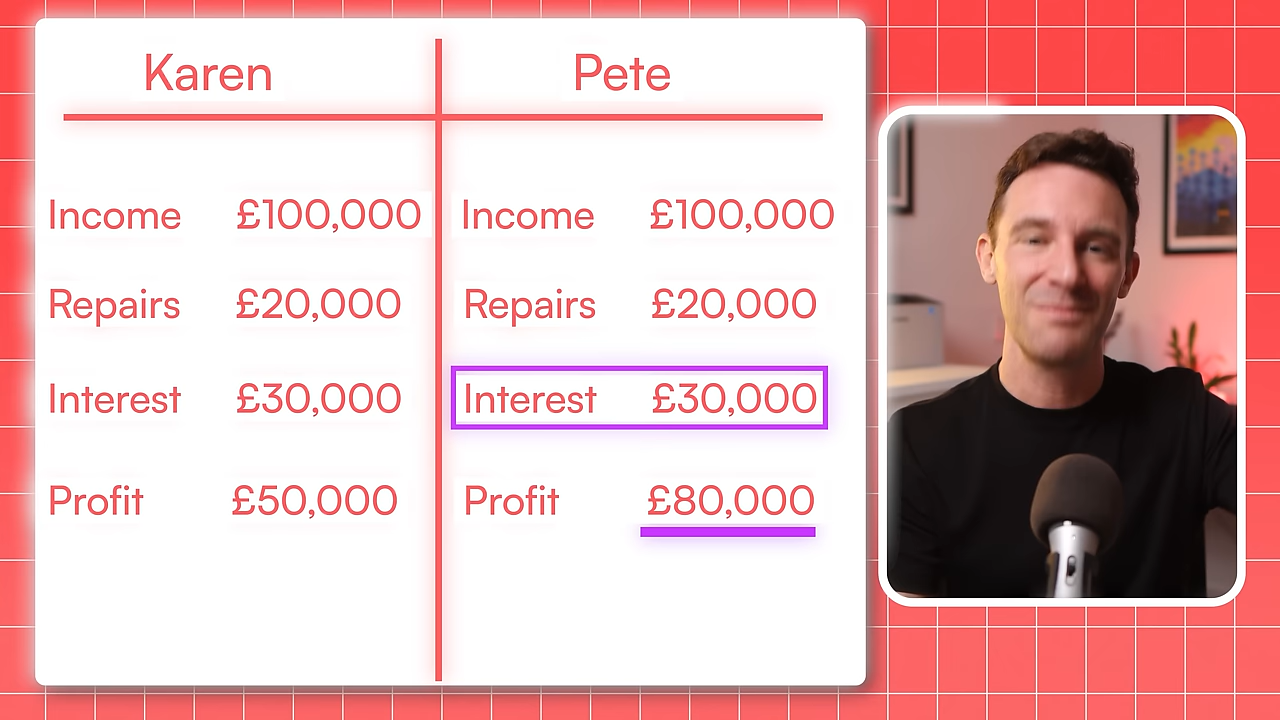 Karen Pete
Income £100,000 Income £100,000
Repairs £20,000 Repairs £20,000
Interest £30,000 Interest £30,000
Profit £50,000 Profit £80,000